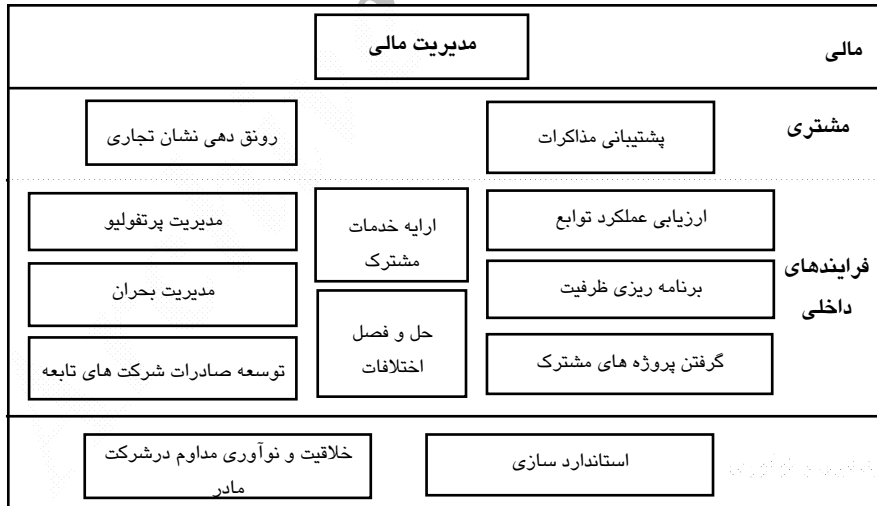 مالی
مدیریت مالی
مشتری
پشتیبانی مذاکرات
رونق دهی نشان تجاری
فرایندهای
داخلی
ارزیابی عملکرد توابع
ارایه خدمات
مشترک
مدیریت پرتفولیو
برنامه ریزی ظرفیت
مدیریت بحران
حل و فصل
اختلافات
گرفتن پروژه های مشترک
توسعه صادرات شرکت های تابعه
استاندارد سازی
خلاقیت و نوآوری مداوم درشرکت
مادر